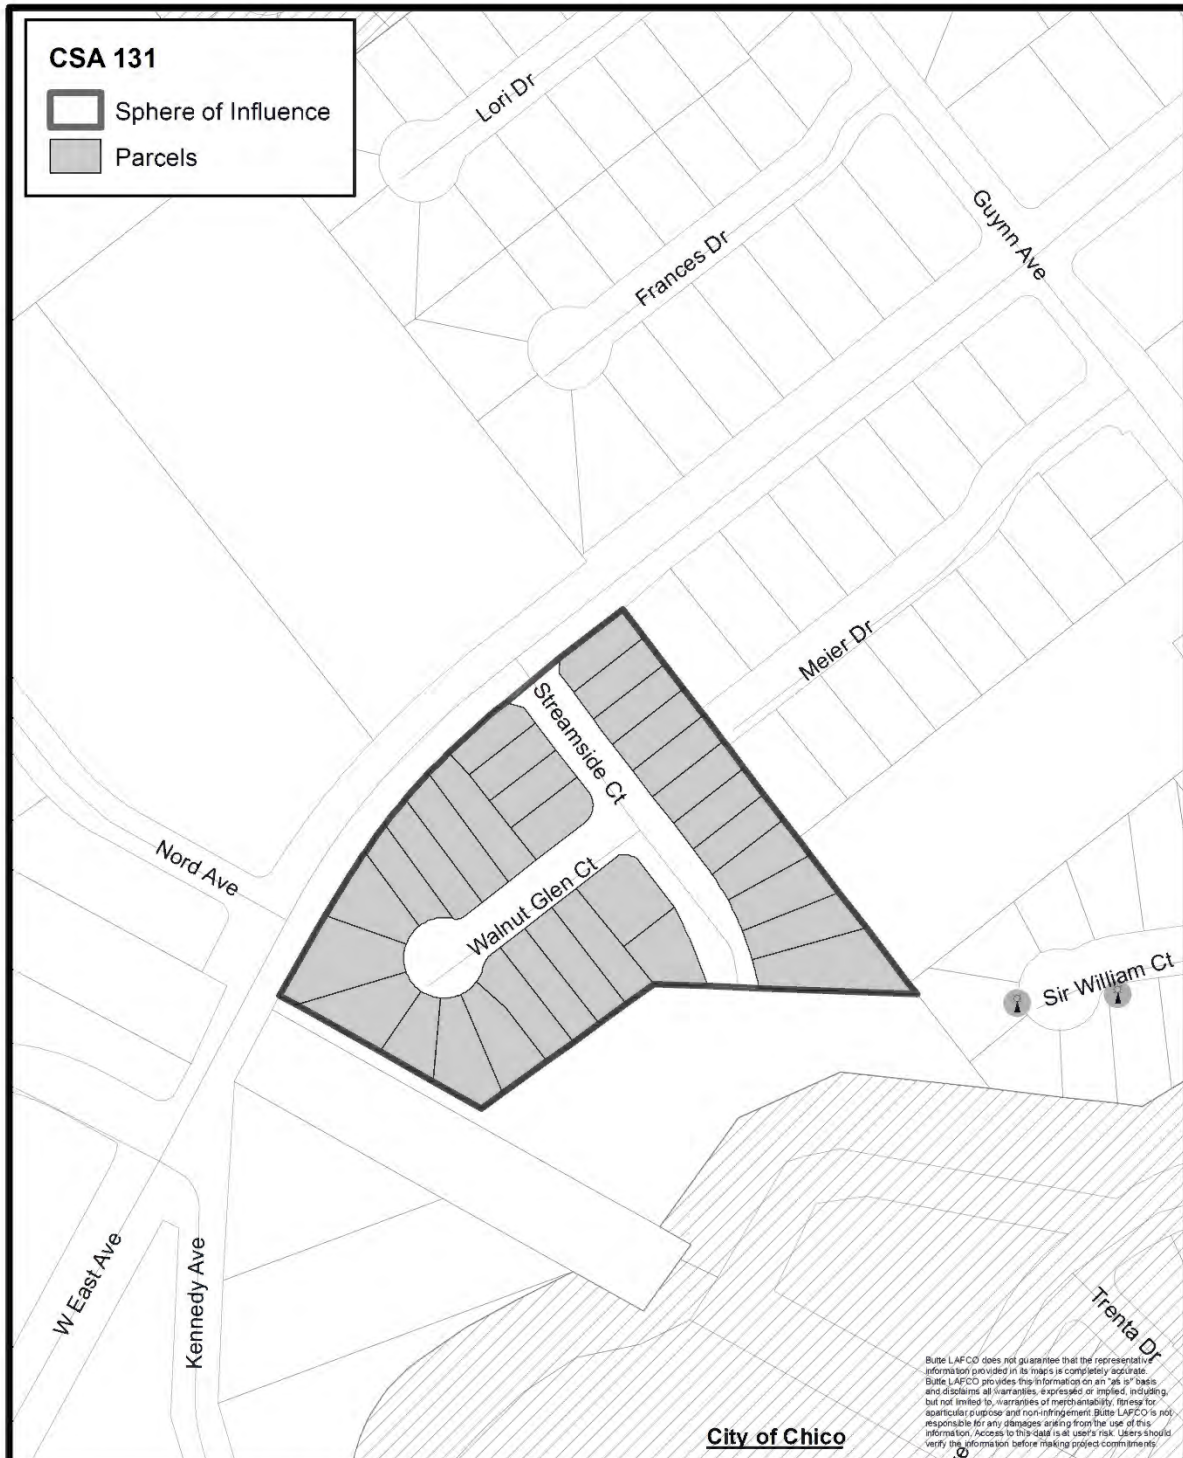 CSA 131
Sphere of Influence
Parcels
Lori Dr
Frances Dr
Guynn Ave
Meier Dr
Streamside Ct
Walnut Glen Ct
Nord Ave
Sir William Ct
W East Ave
Kennedy Ave
Trenta Dr
City of Chico
Butte LAFCO does not guarantee that the representative
information provided in its maps is completely accurate.
Butte LAFCO provides this information on an "as is" basis
and disclaims all warranties, expressed or implied, including,
but not limited to, warranties of merchantability, fitness for
aparticular purpose and non-infringement. Butte LAFCO is not
responsible for any damages arising from the use of this
information. Access to this data is at user's risk. Users should
verify the information before making project commitments.